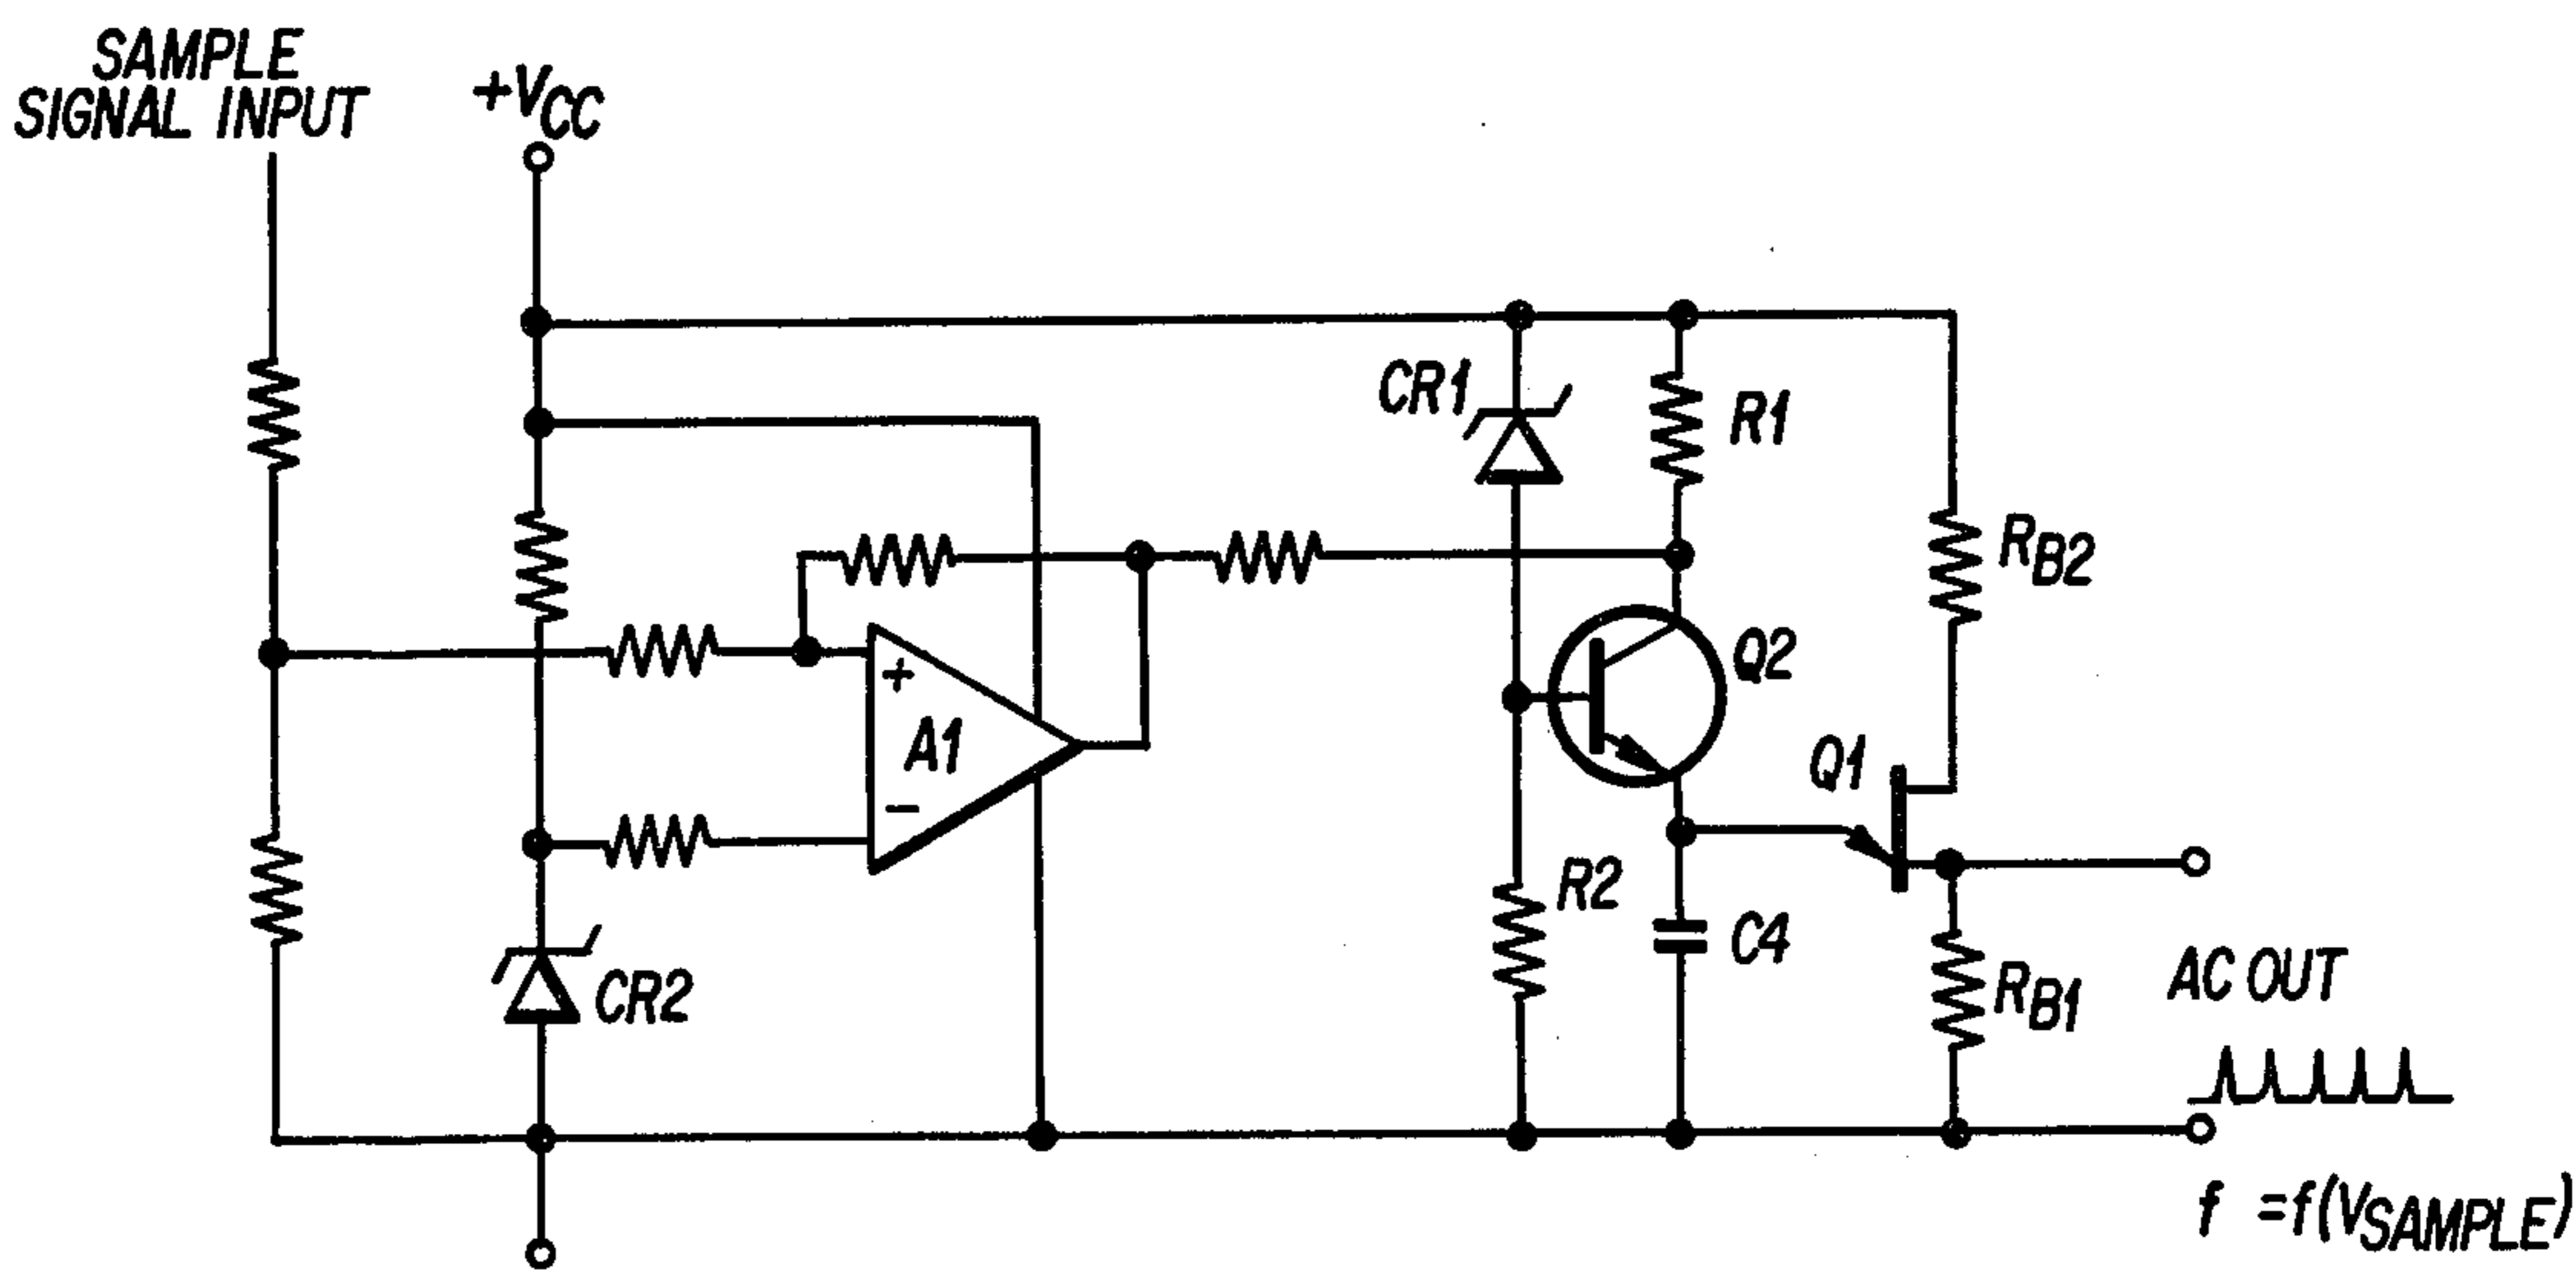 SAMPLE
SIGNAL INPUT
+VCC
CR1
R1
RB2
+
A1
−
Q2
Q1
R2
C4
CR2
RB1
AC OUT
f =f(VSAMPLE)